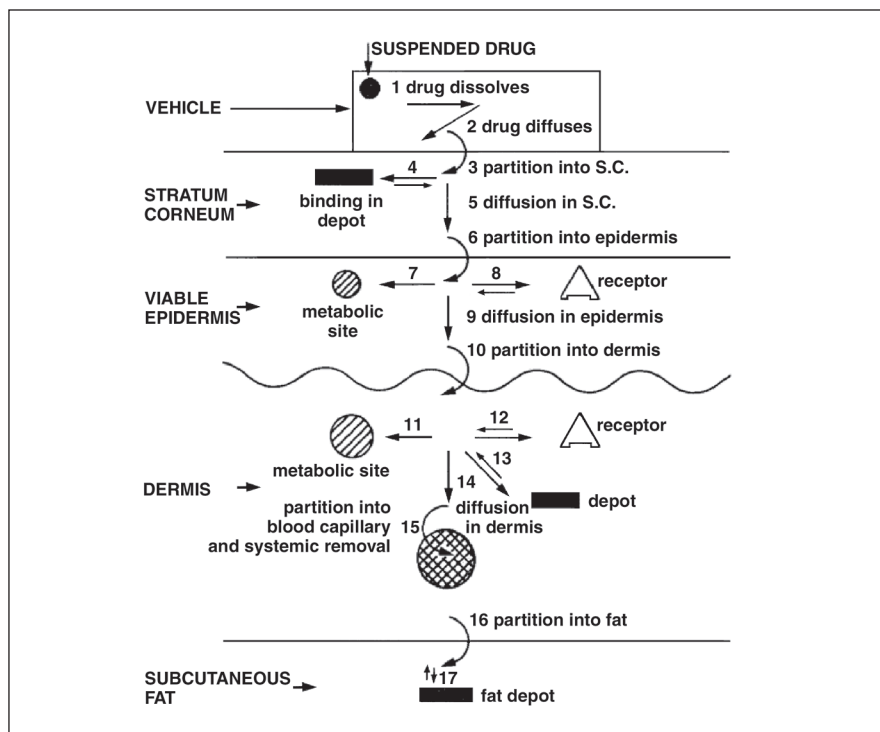 SUSPENDED DRUG
1 drug dissolves
VEHICLE
2 drug diffuses
3 partition into S.C.
4
STRATUM
CORNEUM
binding in
depot
5 diffusion in S.C.
6 partition into epidermis
7
8
receptor
VIABLE
EPIDERMIS
metabolic
site
9 diffusion in epidermis
10 partition into dermis
11
12
receptor
metabolic site
13
14
DERMIS
depot
partition into
blood capillary
and systemic removal
15
diffusion
in dermis
16 partition into fat
17
SUBCUTANEOUS
FAT
fat depot